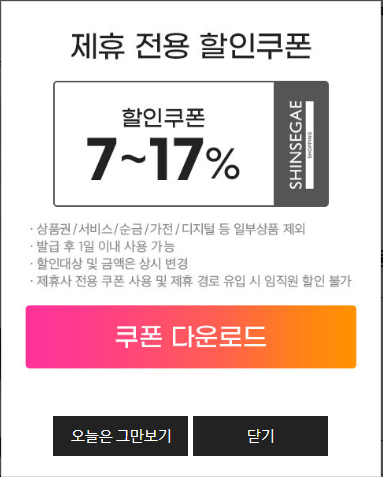 제휴 전용 할인쿠폰
할인쿠폰
7~17%
SHINSEGAE
SHOPPING
· 상품권/서비스/순금/가전/디지털 등 일부상품 제외
· 발급 후 1일 이내 사용 가능
· 할인대상 및 금액은 상시 변경
· 제휴사 전용 쿠폰 사용 및 제휴 경로 유입 시 임직원 할인 불가
쿠폰 다운로드
오늘은 그만보기
닫기